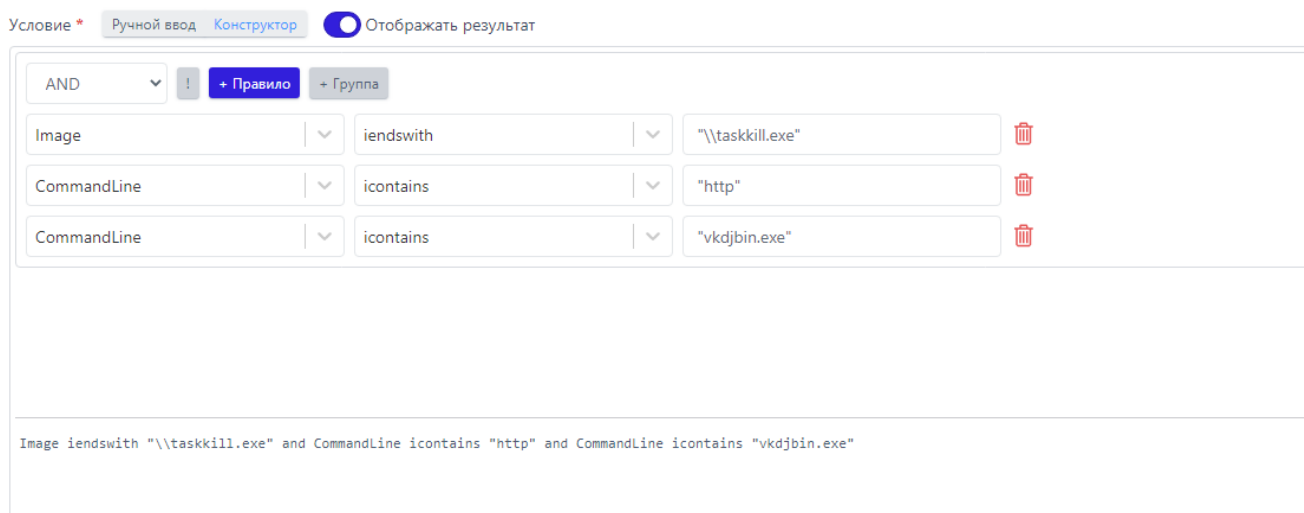 Условие * Ручной ввод Конструктор Отображать результат
AND ! + Правило + Группа
Image iendswith "\\taskkill.exe"
CommandLine icontains "http"
CommandLine icontains "vkdjbin.exe"
Image iendswith "\\taskkill.exe" and CommandLine icontains "http" and CommandLine icontains "vkdjbin.exe"